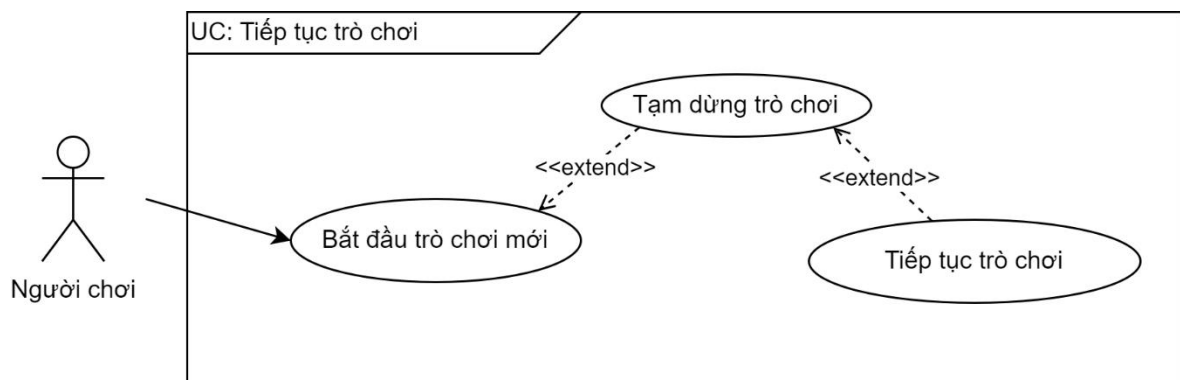 UC: Tiếp tục trò chơi
Tạm dừng trò chơi
<<extend>>
<<extend>>
Bắt đầu trò chơi mới
Tiếp tục trò chơi
Người chơi